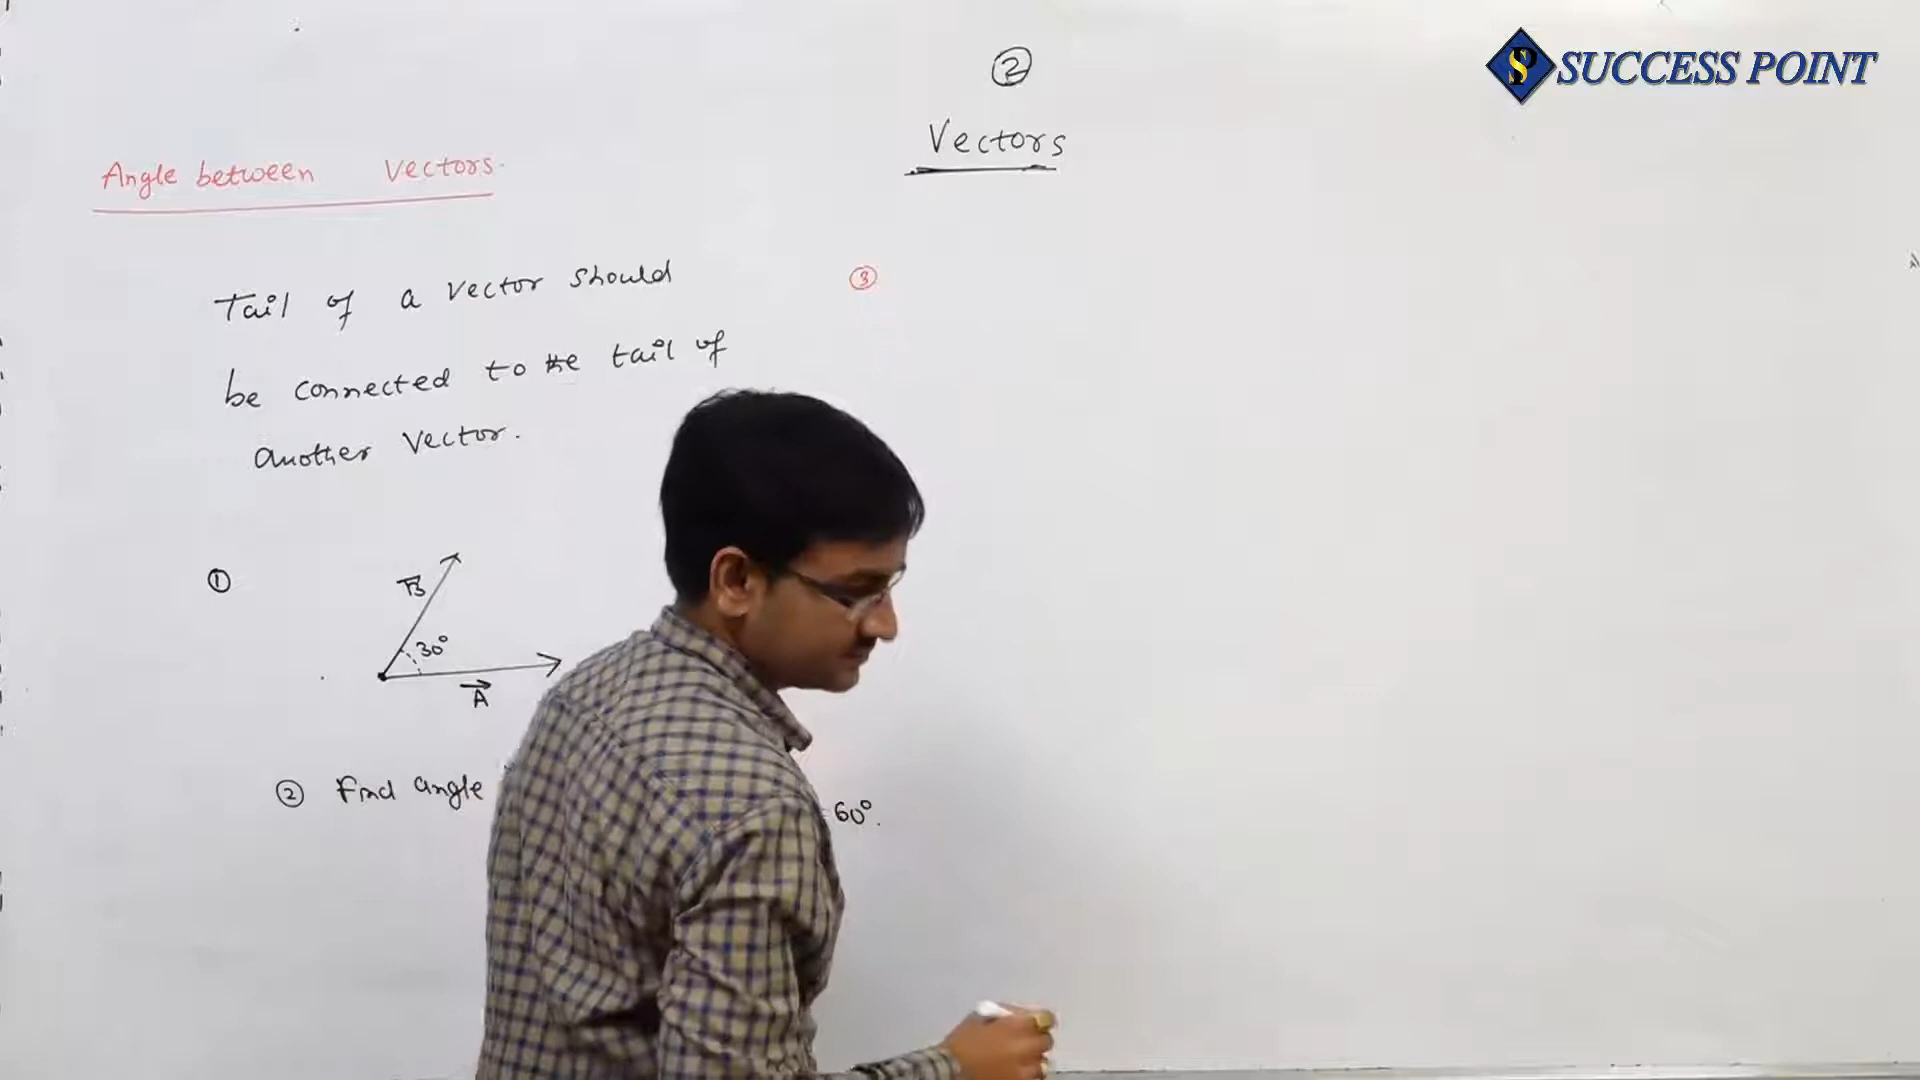 SUCCESS POINT
②
Vectors
Angle between Vectors.
Tail of a vector should
be connected to the tail of
another vector.
③
①
B
30°
A
② Find angle
60°.